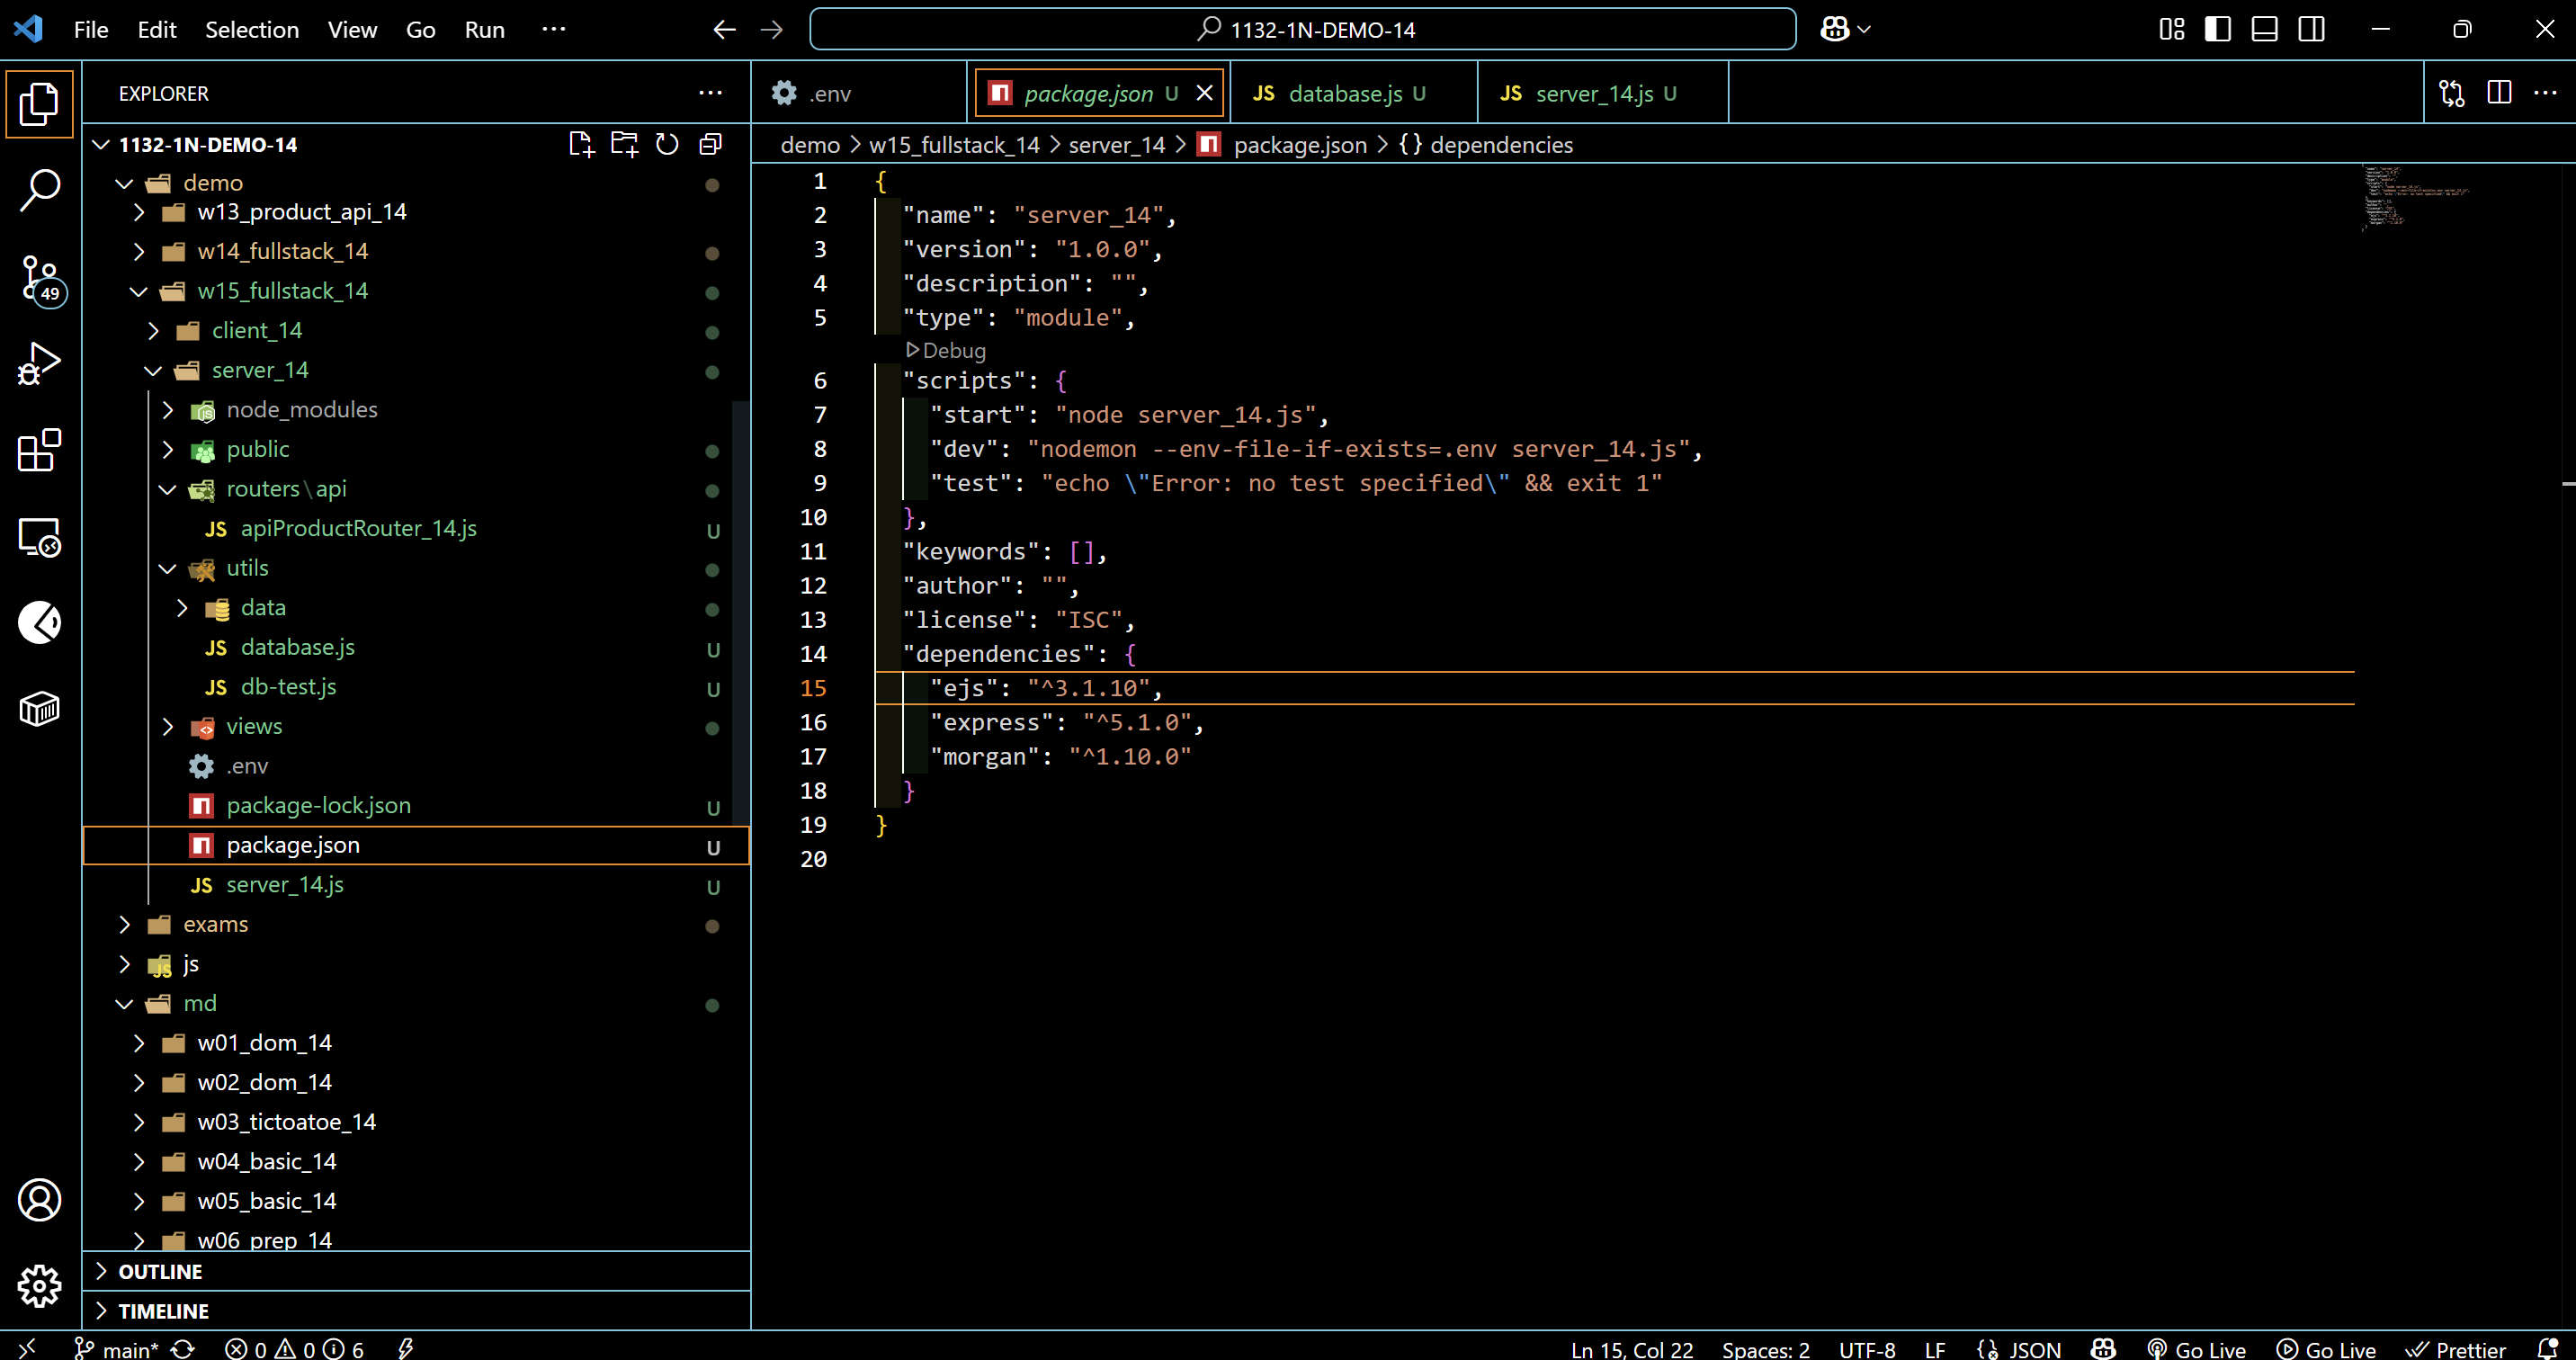 File Edit Selection View Go Run ···
1132-1N-DEMO-14
EXPLORER
.env
package.json U
JS database.js U
JS server_14.js U
1132-1N-DEMO-14
demo > w15_fullstack_14 > server_14 > package.json > {} dependencies
demo
w13_product_api_14
w14_fullstack_14
w15_fullstack_14
client_14
server_14
node_modules
public
routers\api
JS apiProductRouter_14.js U
utils
data
JS database.js U
JS db-test.js U
views
.env
package-lock.json U
package.json U
JS server_14.js U
exams
js
md
w01_dom_14
w02_dom_14
w03_tictoatoe_14
w04_basic_14
w05_basic_14
w06_prep_14
OUTLINE
TIMELINE
49
1 {
2 "name": "server_14",
3 "version": "1.0.0",
4 "description": "",
5 "type": "module",
Debug
6 "scripts": {
7 "start": "node server_14.js",
8 "dev": "nodemon --env-file-if-exists=.env server_14.js",
9 "test": "echo \"Error: no test specified\" && exit 1"
10 },
11 "keywords": [],
12 "author": "",
13 "license": "ISC",
14 "dependencies": {
15 "ejs": "^3.1.10",
16 "express": "^5.1.0",
17 "morgan": "^1.10.0"
18 }
19 }
20
main* 0 0 6
Ln 15, Col 22 Spaces: 2 UTF-8 LF {} JSON Go Live Go Live Prettier